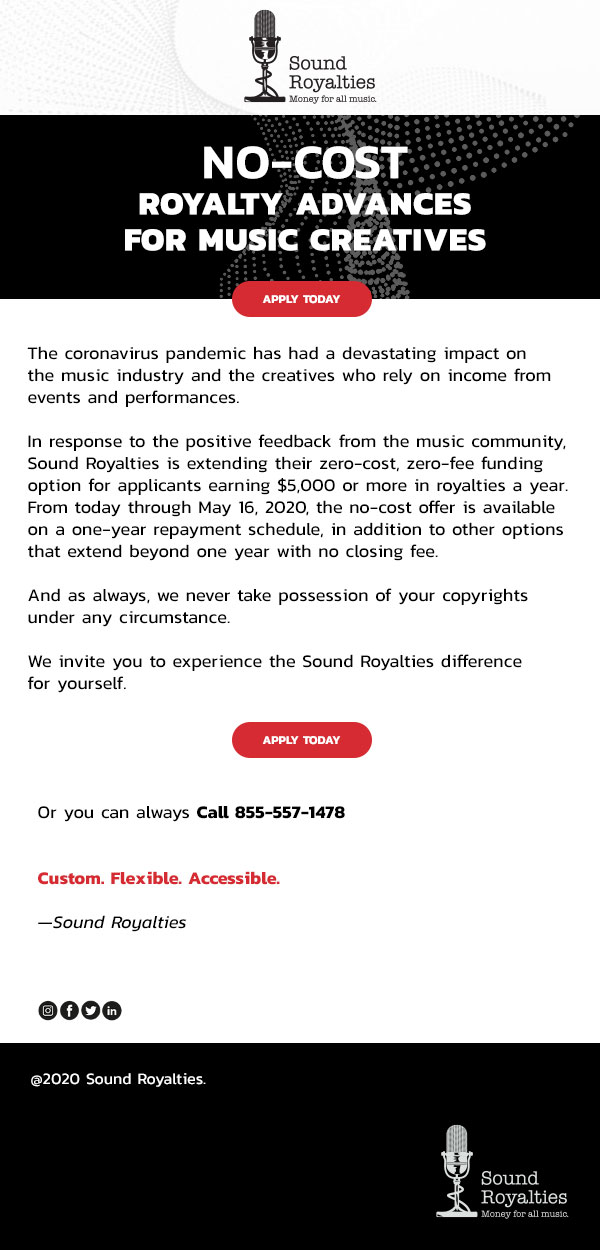 Sound
Royalties
Money for all music.
NO-COST
ROYALTY ADVANCES
FOR MUSIC CREATIVES
APPLY TODAY
The coronavirus pandemic has had a devastating impact on
the music industry and the creatives who rely on income from
events and performances.
In response to the positive feedback from the music community,
Sound Royalties is extending their zero-cost, zero-fee funding
option for applicants earning $5,000 or more in royalties a year.
From today through May 16, 2020, the no-cost offer is available
on a one-year repayment schedule, in addition to other options
that extend beyond one year with no closing fee.
And as always, we never take possession of your copyrights
under any circumstance.
We invite you to experience the Sound Royalties difference
for yourself.
APPLY TODAY
Or you can always Call 855-557-1478
Custom. Flexible. Accessible.
—Sound Royalties
@2020 Sound Royalties.
Sound
Royalties
Money for all music.